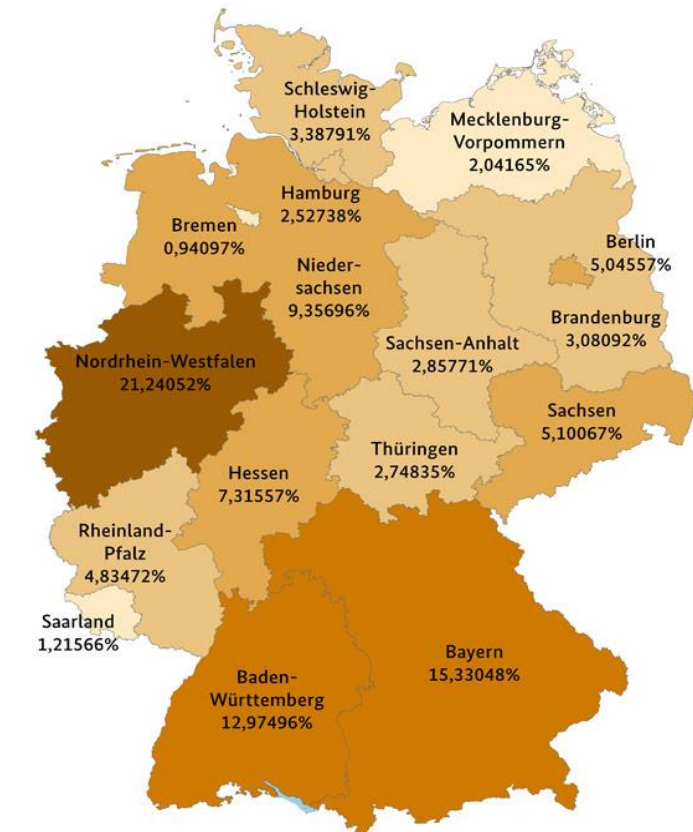 Schleswig-
Holstein
3,38791%
Mecklenburg-
Vorpommern
2,04165%
Hamburg
2,52738%
Bremen
0,94097%
Berlin
5,04557%
Nieder-
sachsen
9,35696%
Brandenburg
3,08092%
Sachsen-Anhalt
2,85771%
Nordrhein-Westfalen
21,24052%
Sachsen
5,10067%
Thüringen
2,74835%
Hessen
7,31557%
Rheinland-
Pfalz
4,83472%
Saarland
1,21566%
Bayern
15,33048%
Baden-
Württemberg
12,97496%